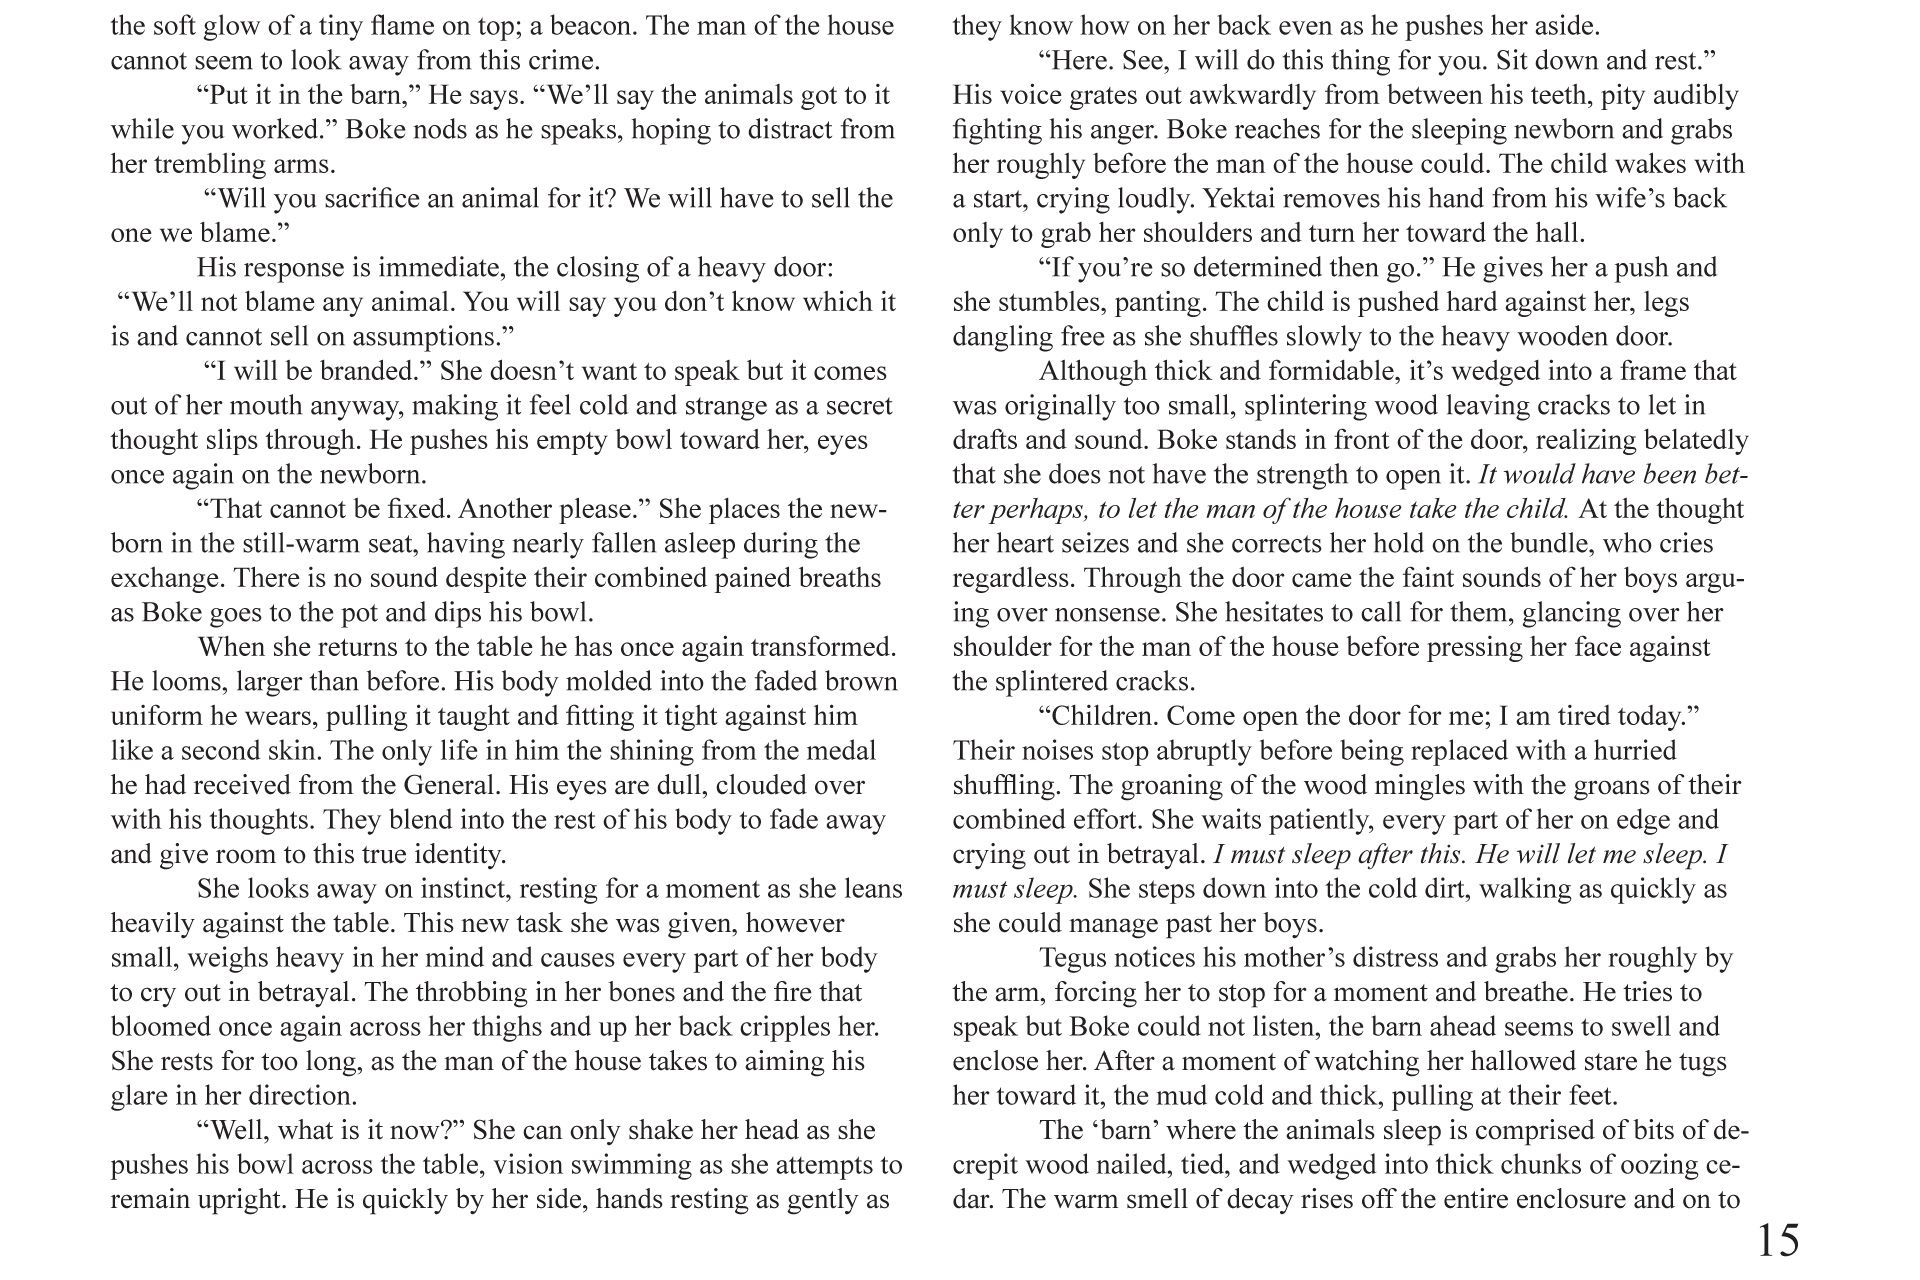 the soft glow of a tiny flame on top; a beacon. The man of the house
cannot seem to look away from this crime.
“Put it in the barn,” He says. “We’ll say the animals got to it
while you worked.” Boke nods as he speaks, hoping to distract from
her trembling arms.
“Will you sacrifice an animal for it? We will have to sell the
one we blame.”
His response is immediate, the closing of a heavy door:
“We’ll not blame any animal. You will say you don’t know which it
is and cannot sell on assumptions.”
“I will be branded.” She doesn’t want to speak but it comes
out of her mouth anyway, making it feel cold and strange as a secret
thought slips through. He pushes his empty bowl toward her, eyes
once again on the newborn.
“That cannot be fixed. Another please.” She places the new-
born in the still-warm seat, having nearly fallen asleep during the
exchange. There is no sound despite their combined pained breaths
as Boke goes to the pot and dips his bowl.
When she returns to the table he has once again transformed.
He looms, larger than before. His body molded into the faded brown
uniform he wears, pulling it taught and fitting it tight against him
like a second skin. The only life in him the shining from the medal
he had received from the General. His eyes are dull, clouded over
with his thoughts. They blend into the rest of his body to fade away
and give room to this true identity.
She looks away on instinct, resting for a moment as she leans
heavily against the table. This new task she was given, however
small, weighs heavy in her mind and causes every part of her body
to cry out in betrayal. The throbbing in her bones and the fire that
bloomed once again across her thighs and up her back cripples her.
She rests for too long, as the man of the house takes to aiming his
glare in her direction.
“Well, what is it now?” She can only shake her head as she
pushes his bowl across the table, vision swimming as she attempts to
remain upright. He is quickly by her side, hands resting as gently as
they know how on her back even as he pushes her aside.
“Here. See, I will do this thing for you. Sit down and rest.”
His voice grates out awkwardly from between his teeth, pity audibly
fighting his anger. Boke reaches for the sleeping newborn and grabs
her roughly before the man of the house could. The child wakes with
a start, crying loudly. Yektai removes his hand from his wife’s back
only to grab her shoulders and turn her toward the hall.
“If you’re so determined then go.” He gives her a push and
she stumbles, panting. The child is pushed hard against her, legs
dangling free as she shuffles slowly to the heavy wooden door.
Although thick and formidable, it’s wedged into a frame that
was originally too small, splintering wood leaving cracks to let in
drafts and sound. Boke stands in front of the door, realizing belatedly
that she does not have the strength to open it. It would have been bet-
ter perhaps, to let the man of the house take the child. At the thought
her heart seizes and she corrects her hold on the bundle, who cries
regardless. Through the door came the faint sounds of her boys argu-
ing over nonsense. She hesitates to call for them, glancing over her
shoulder for the man of the house before pressing her face against
the splintered cracks.
“Children. Come open the door for me; I am tired today.”
Their noises stop abruptly before being replaced with a hurried
shuffling. The groaning of the wood mingles with the groans of their
combined effort. She waits patiently, every part of her on edge and
crying out in betrayal. I must sleep after this. He will let me sleep. I
must sleep. She steps down into the cold dirt, walking as quickly as
she could manage past her boys.
Tegus notices his mother’s distress and grabs her roughly by
the arm, forcing her to stop for a moment and breathe. He tries to
speak but Boke could not listen, the barn ahead seems to swell and
enclose her. After a moment of watching her hallowed stare he tugs
her toward it, the mud cold and thick, pulling at their feet.
The ‘barn’ where the animals sleep is comprised of bits of de-
crepit wood nailed, tied, and wedged into thick chunks of oozing ce-
dar. The warm smell of decay rises off the entire enclosure and on to
15